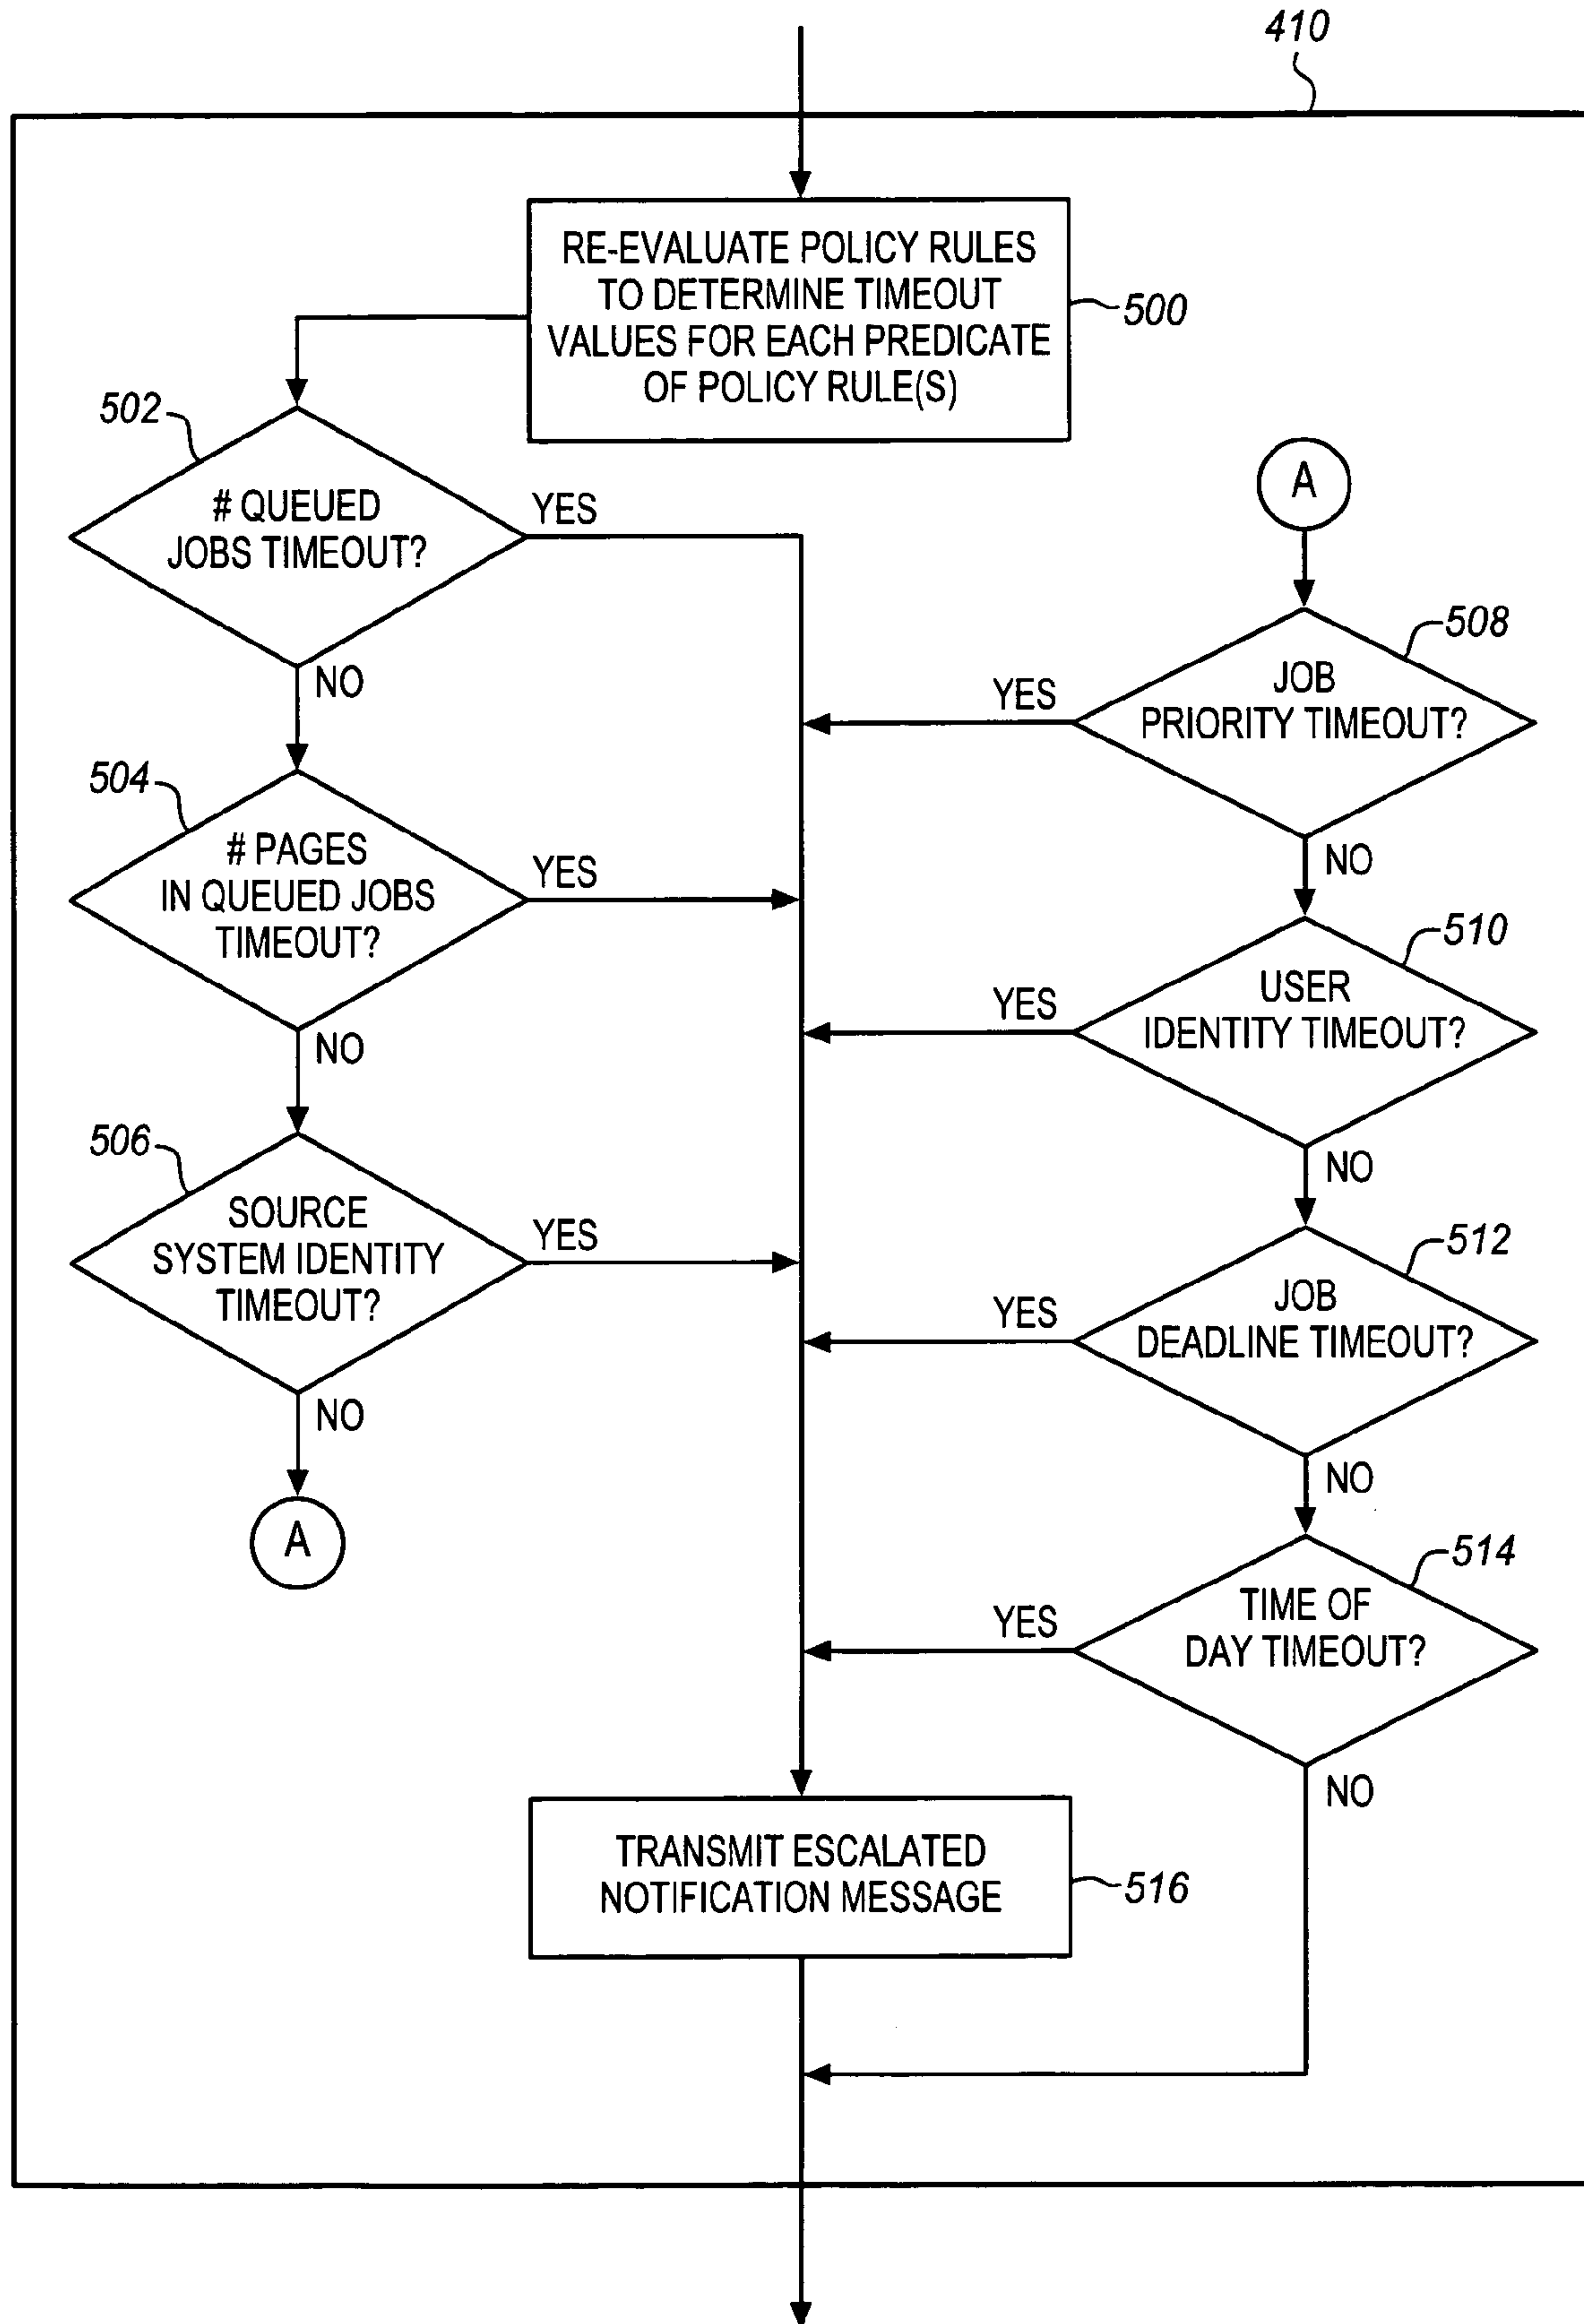 410
RE-EVALUATE POLICY RULES
TO DETERMINE TIMEOUT
VALUES FOR EACH PREDICATE
OF POLICY RULE(S)
500
502
# QUEUED
JOBS TIMEOUT?
YES
NO
504
# PAGES
IN QUEUED JOBS
TIMEOUT?
YES
NO
506
SOURCE
SYSTEM IDENTITY
TIMEOUT?
YES
NO
A
A
508
JOB
PRIORITY TIMEOUT?
YES
NO
510
USER
IDENTITY TIMEOUT?
YES
NO
512
JOB
DEADLINE TIMEOUT?
YES
NO
514
TIME OF
DAY TIMEOUT?
YES
NO
TRANSMIT ESCALATED
NOTIFICATION MESSAGE
516